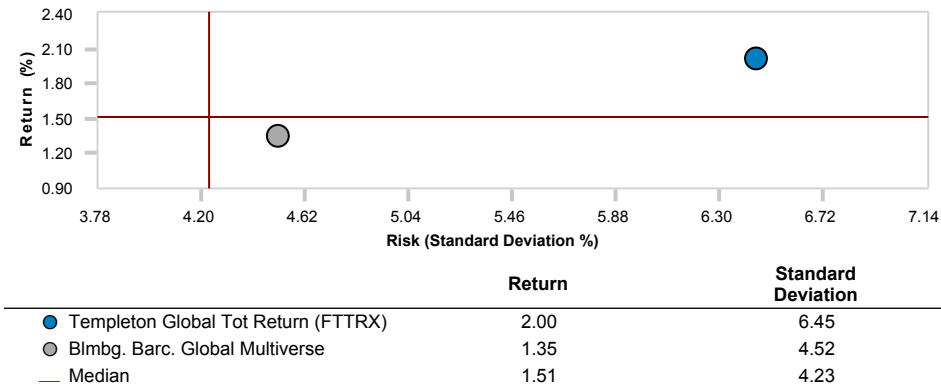 2.40
2.10
1.80
1.50
1.20
0.90
Return (%)
3.78 4.20 4.62 5.04 5.46 5.88 6.30 6.72 7.14
Risk (Standard Deviation %)
Return Standard Deviation
Templeton Global Tot Return (FTTRX) 2.00 6.45
Blmbg. Barc. Global Multiverse 1.35 4.52
Median 1.51 4.23